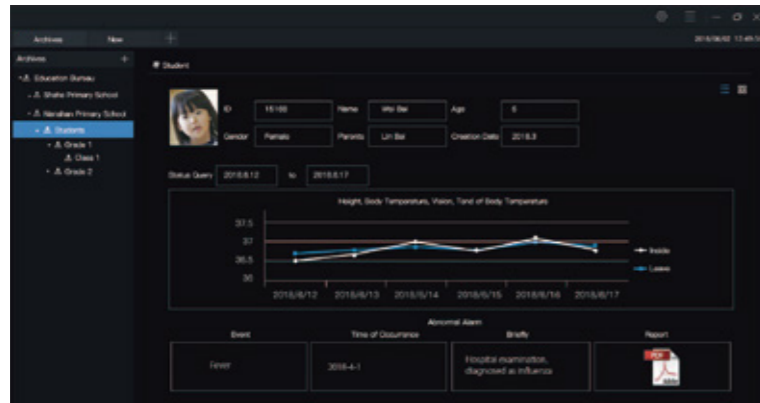 Archives New
2018/06/02
Archives
Education Bureau
Shahe Primary School
Nanshan Primary School
Students
Grade 1
Class 1
Grade 2
Student
ID 15100 Name Wei Bai Age 6
Gender Female Parents Lin Bai Creation Date 2018.3
Status Query 2018.6.12 to 2018.6.17
Height, Body Temperature, Vision, Tond of Body Temperature
37.5
37
36.5
36
Inside
Leave
2018/6/12 2018/6/13 2018/6/14 2018/6/15 2018/6/16 2018/6/17
Abnormal Alarm
Event Time of Occurrence Briefly Report
Fever 2018-4-1 Hospital examination,
diagnosed as influenza
PDF
Adobe